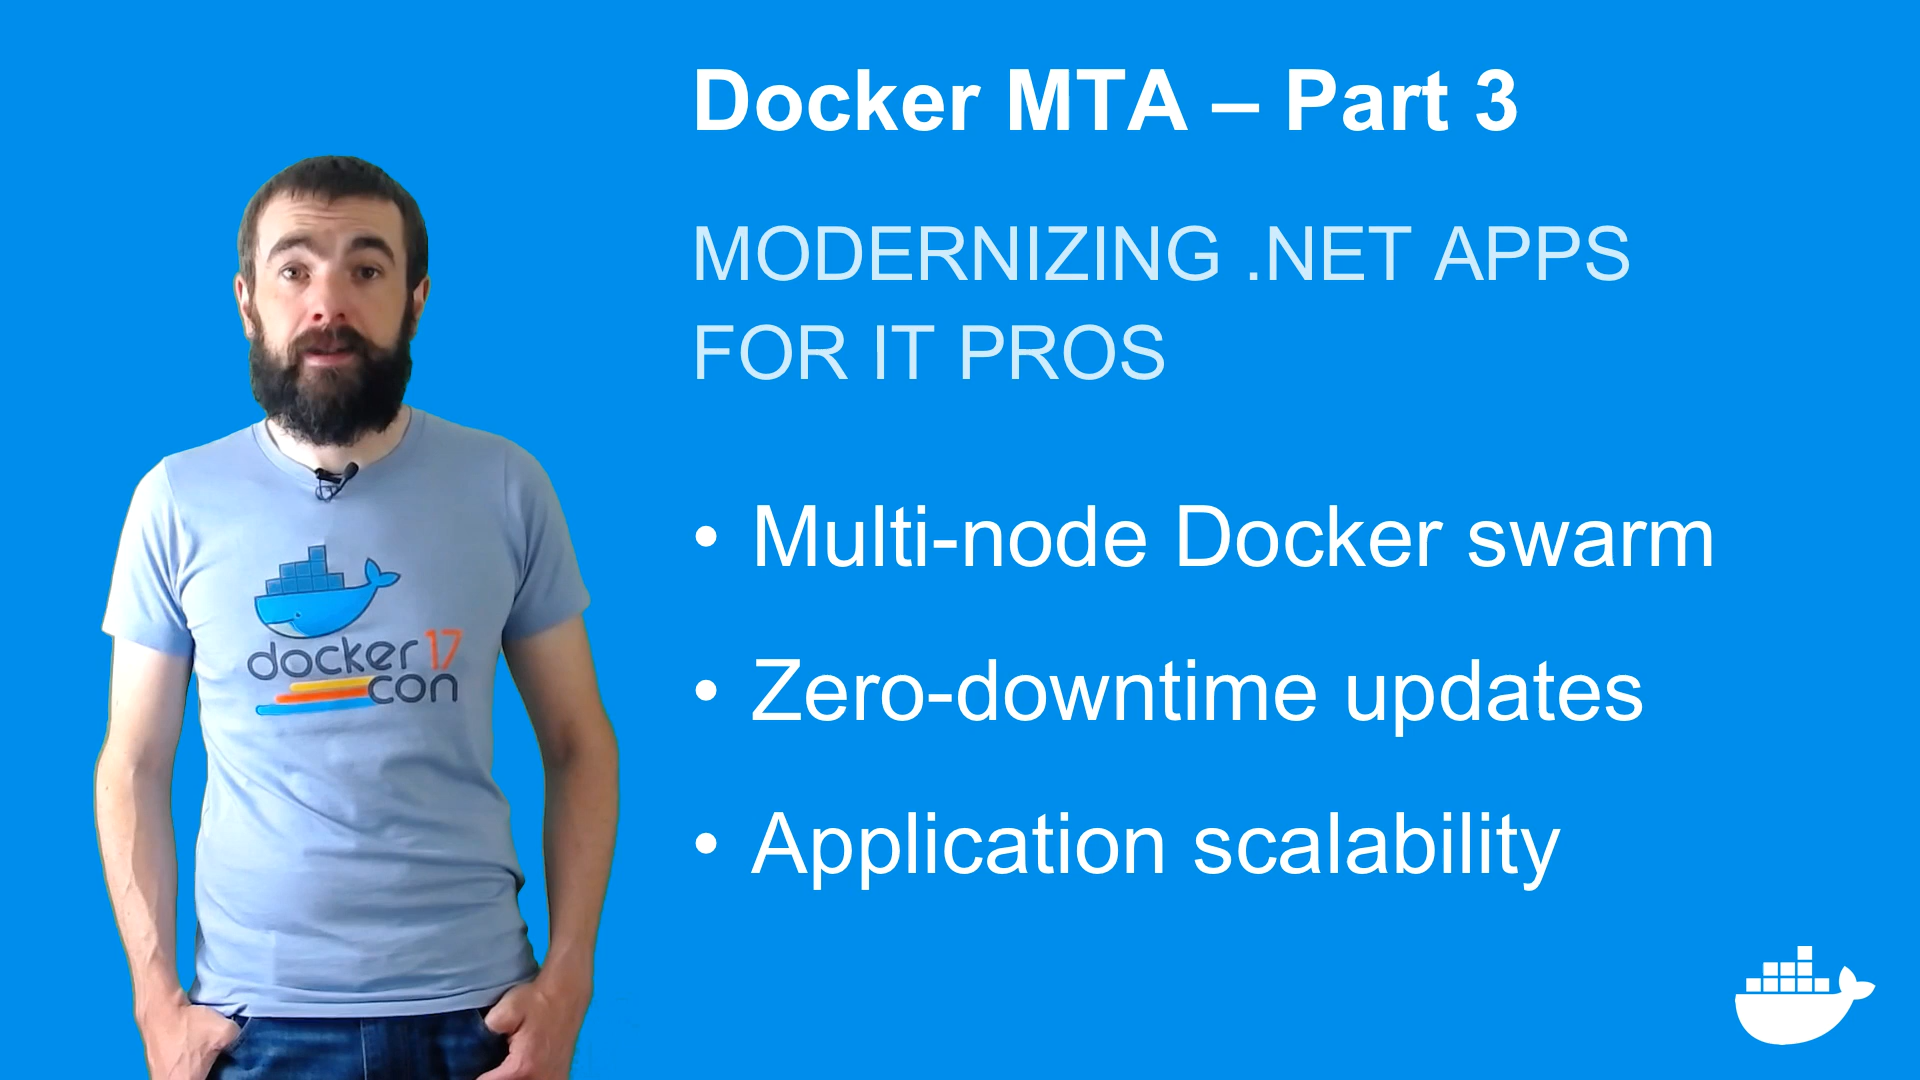 Docker MTA – Part 3
MODERNIZING .NET APPS
FOR IT PROS
• Multi-node Docker swarm
• Zero-downtime updates
• Application scalability
docker 17
con